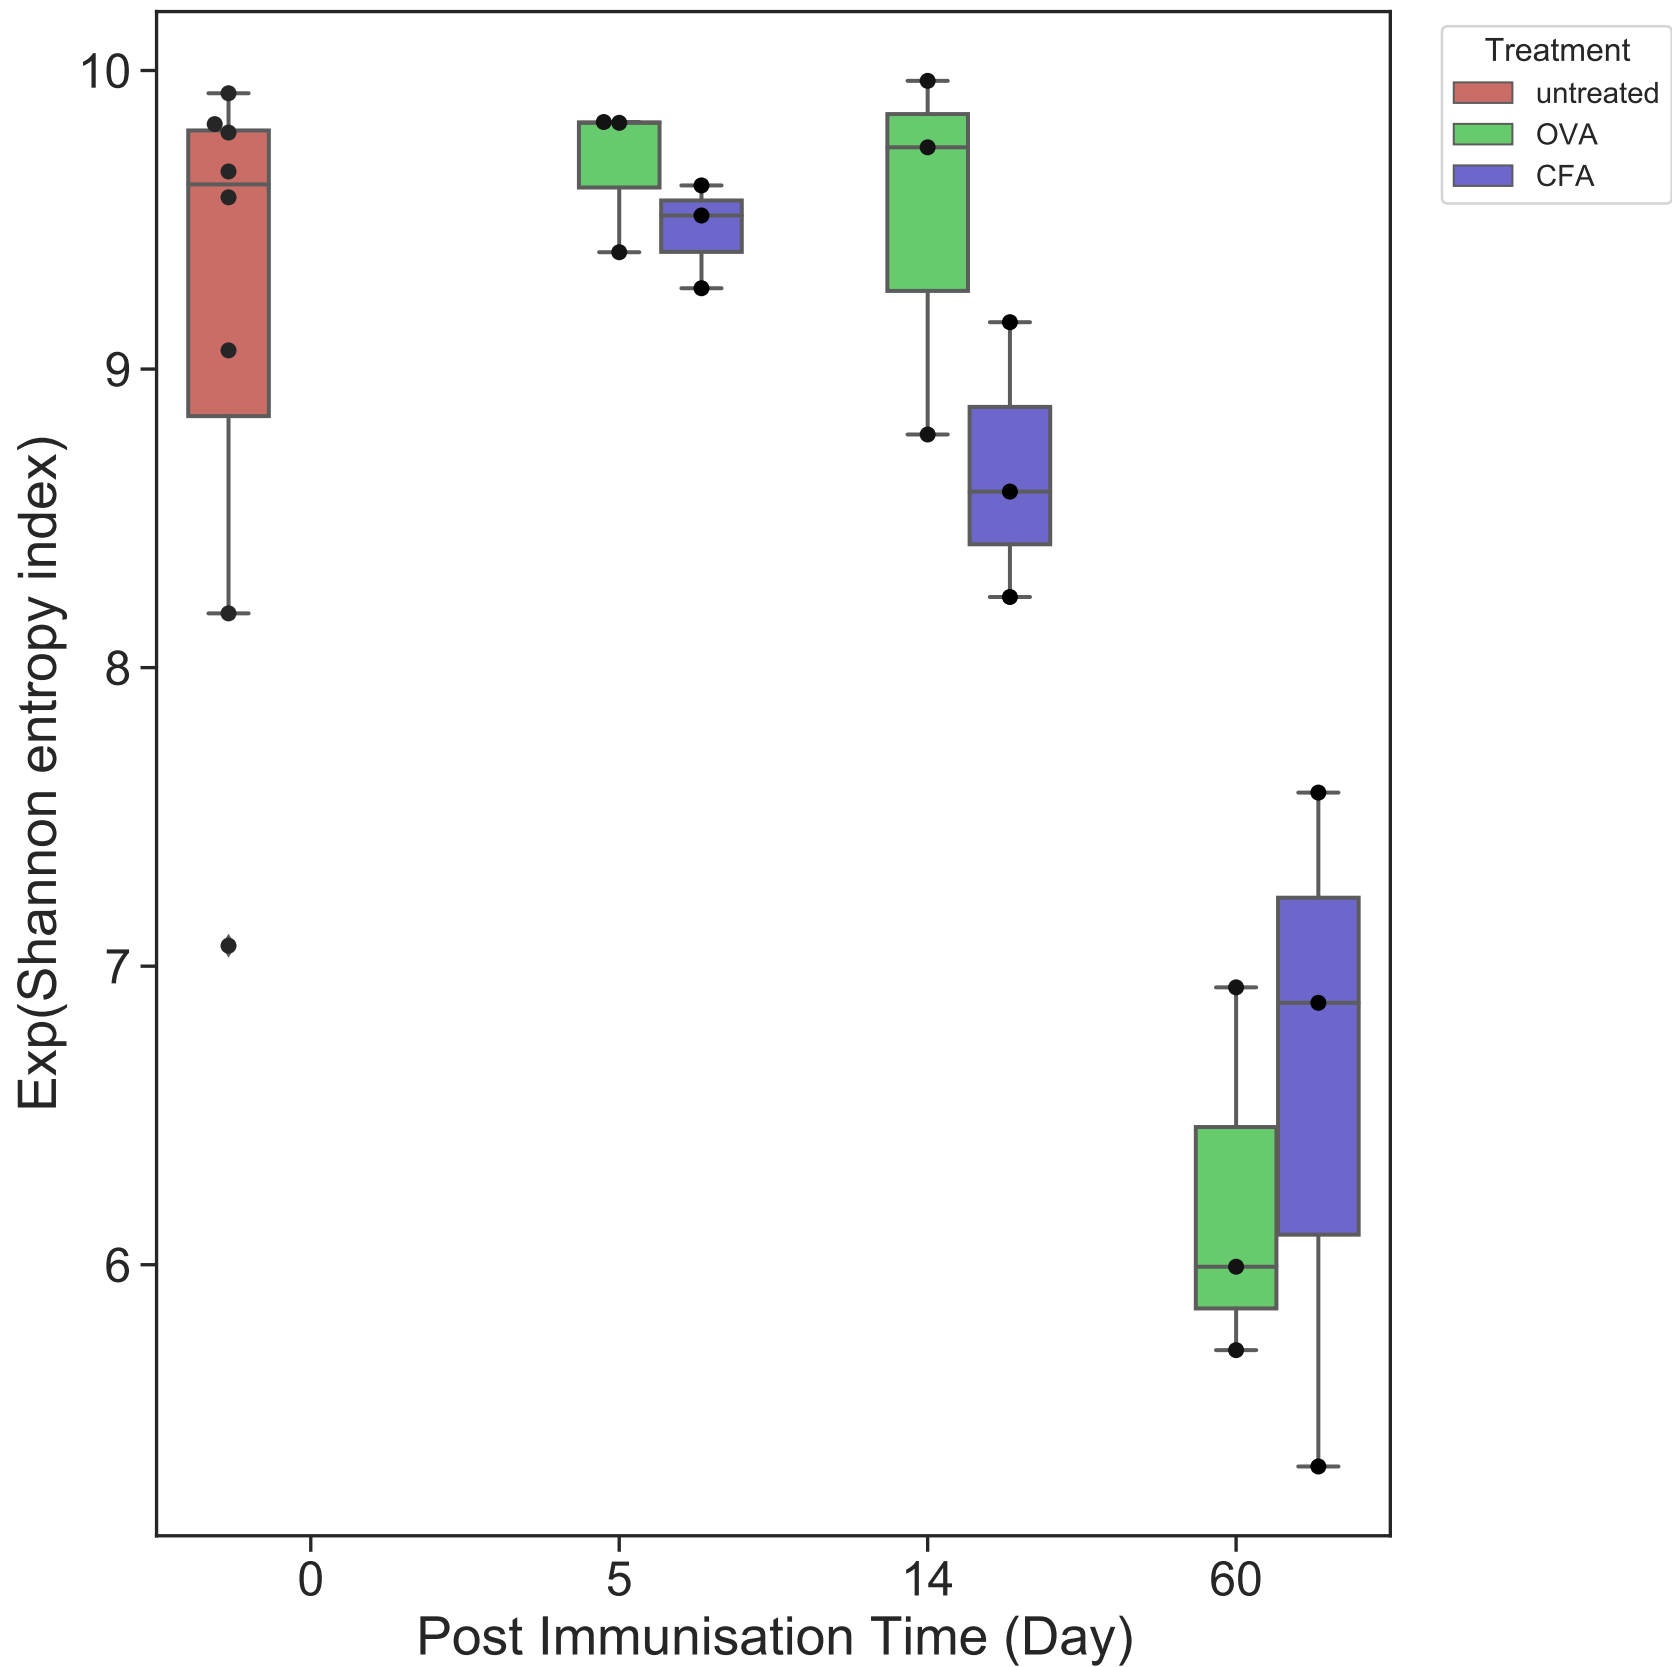 Exp(Shannon entropy index)
10
9
8
7
6
0 5 14 60
Post Immunisation Time (Day)
Treatment
untreated
OVA
CFA